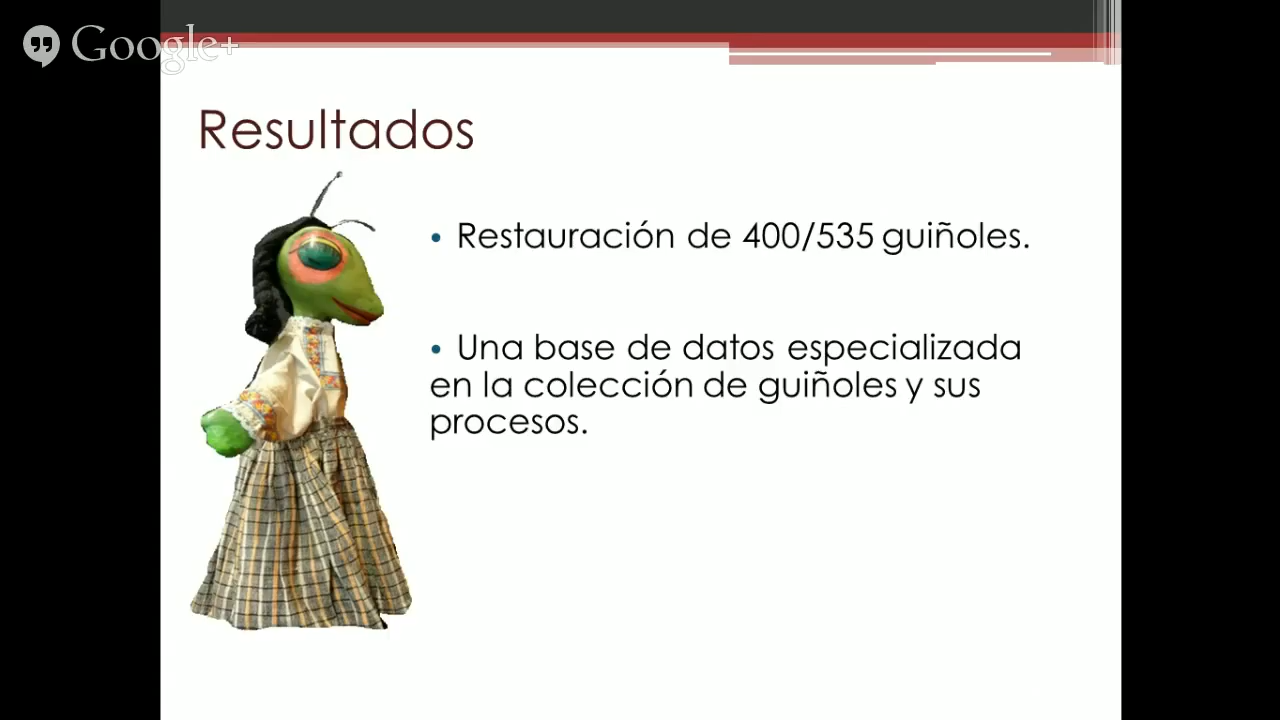 Google+
Resultados
• Restauración de 400/535 guiñoles.
• Una base de datos especializada
en la colección de guiñoles y sus
procesos.